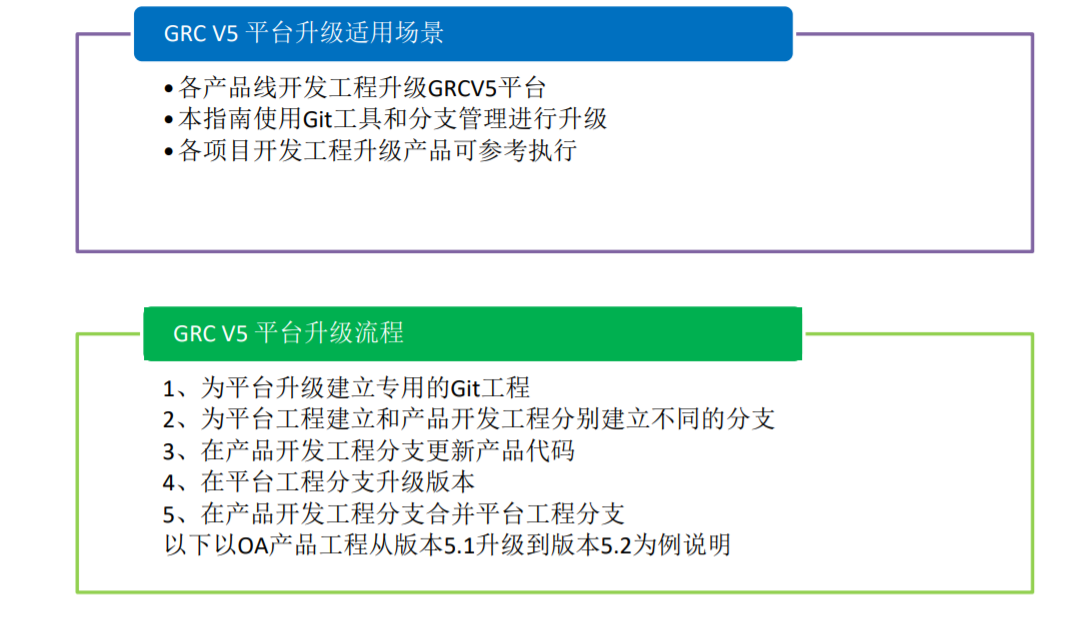 GRC V5 平台升级适用场景
•各产品线开发工程升级GRCV5平台
•本指南使用Git工具和分支管理进行升级
•各项目开发工程升级产品可参考执行
GRC V5 平台升级流程
1、为平台升级建立专用的Git工程
2、为平台工程建立和产品开发工程分别建立不同的分支
3、在产品开发工程分支更新产品代码
4、在平台工程分支升级版本
5、在产品开发工程分支合并平台工程分支
以下以OA产品工程从版本5.1升级到版本5.2为例说明